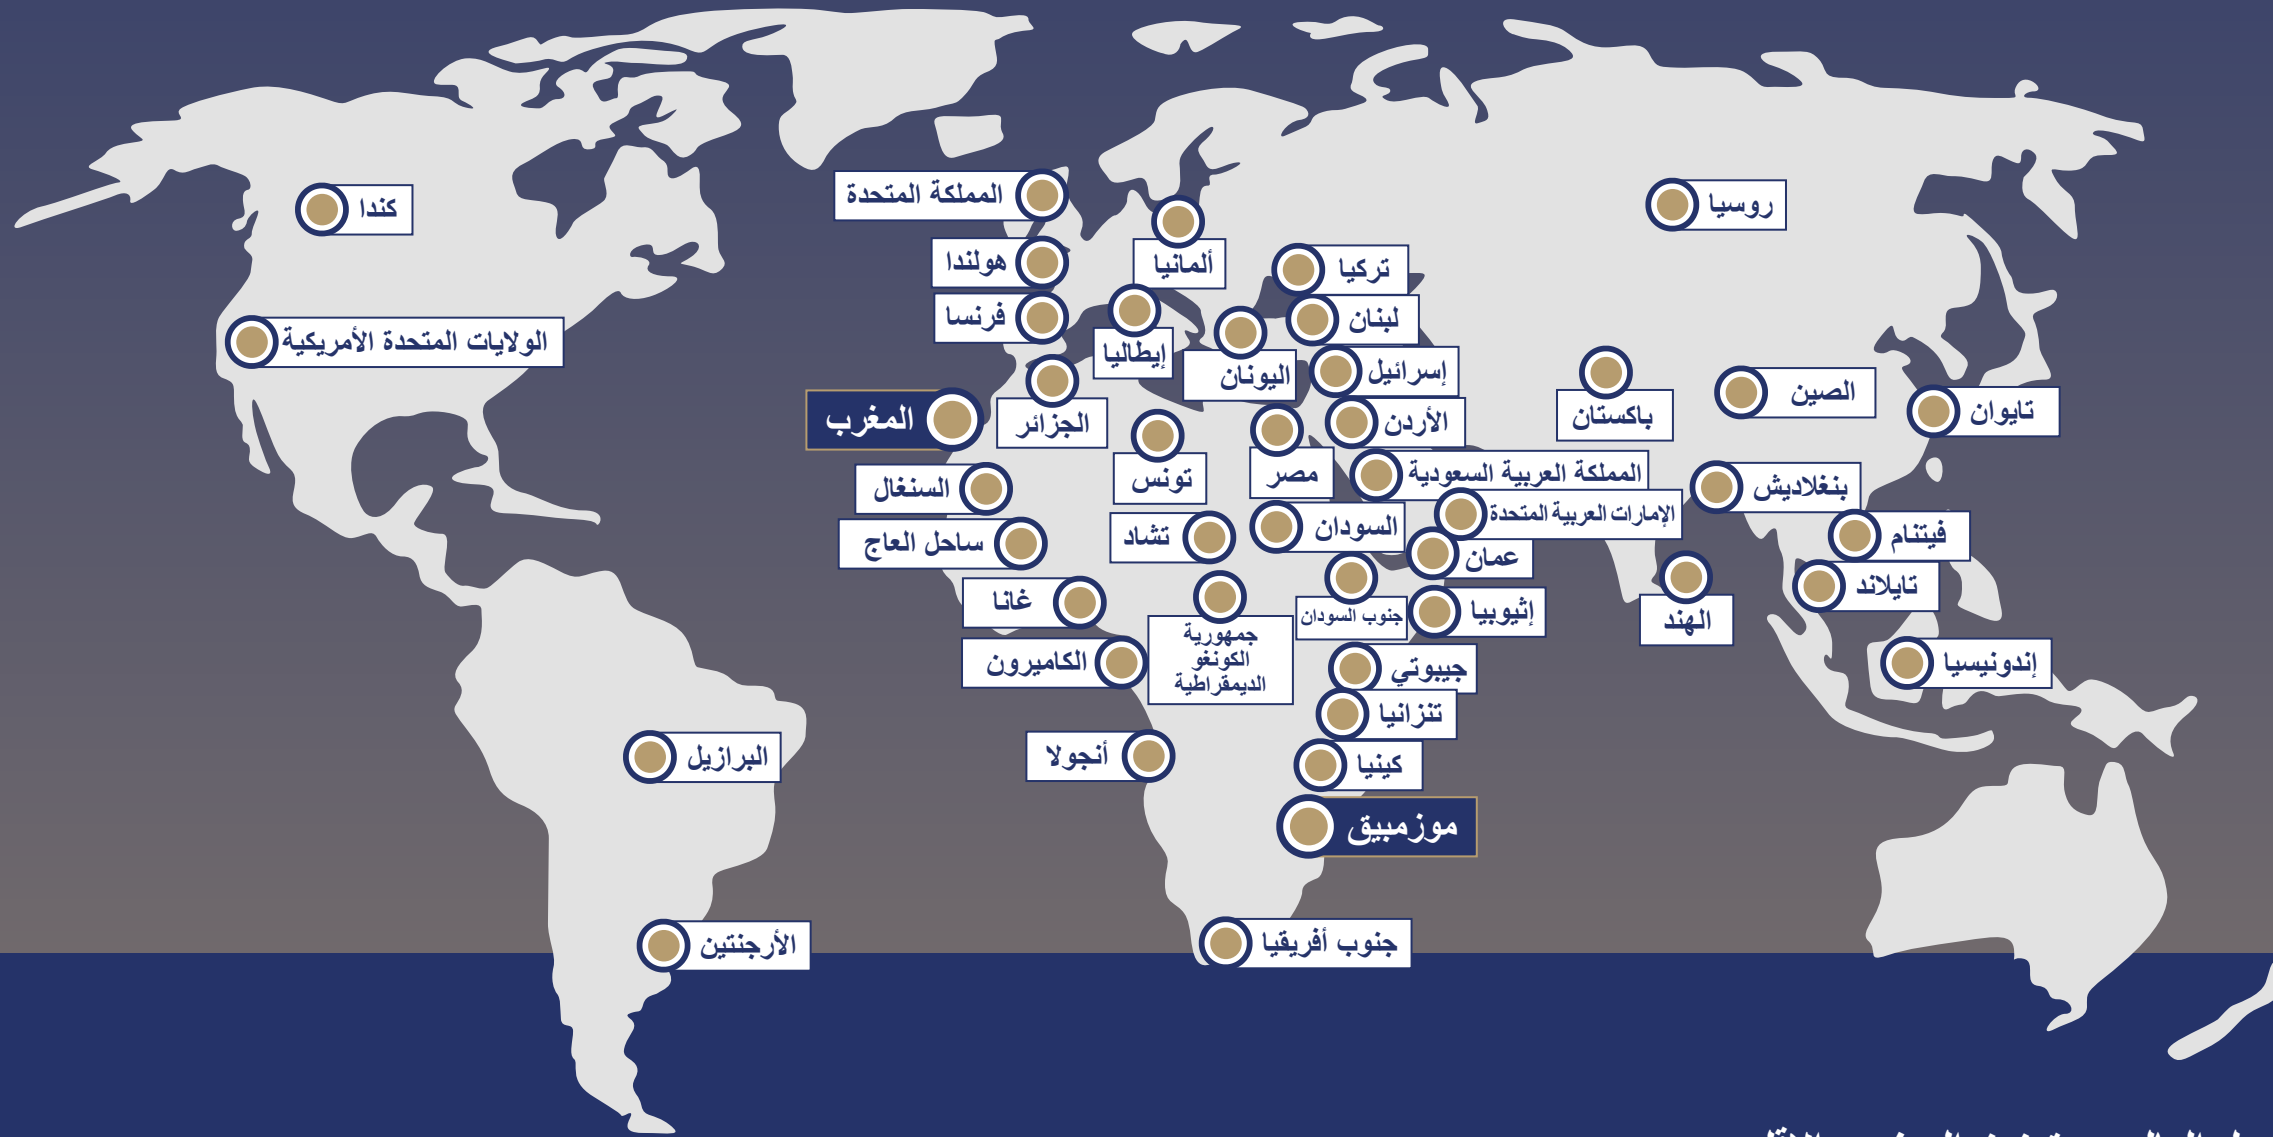 كندا
المملكة المتحدة
روسيا
ألمانيا
هولندا
تركيا
فرنسا
لبنان
الولايات المتحدة الأمريكية
إيطاليا
اليونان
إسرائيل
باكستان
الصين
تايوان
المغرب
الجزائر
الأردن
تونس
مصر
المملكة العربية السعودية
بنغلاديش
السنغال
الإمارات العربية المتحدة
ساحل العاج
تشاد
السودان
عمان
فيتنام
تايلاند
غانا
جنوب السودان
إثيوبيا
الهند
جمهورية
الكونغو
الديمقراطية
الكاميرون
جيبوتي
إندونيسيا
تنزانيا
البرازيل
أنجولا
كينيا
موزمبيق
الأرجنتين
جنوب أفريقيا